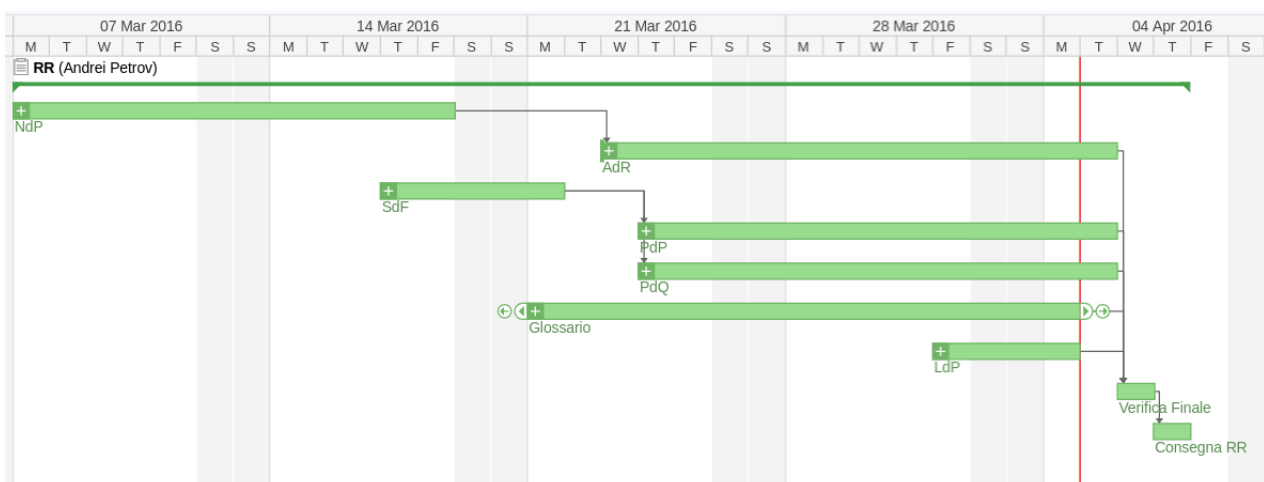 07 Mar 2016 14 Mar 2016 21 Mar 2016 28 Mar 2016 04 Apr 2016
M T W T F S S M T W T F S S M T W T F S S M T W T F S S M T W T F S
RR (Andrei Petrov)
NdP
AdR
SdF
PdP
PdQ
Glossario
LdP
Verifica Finale
Consegna RR